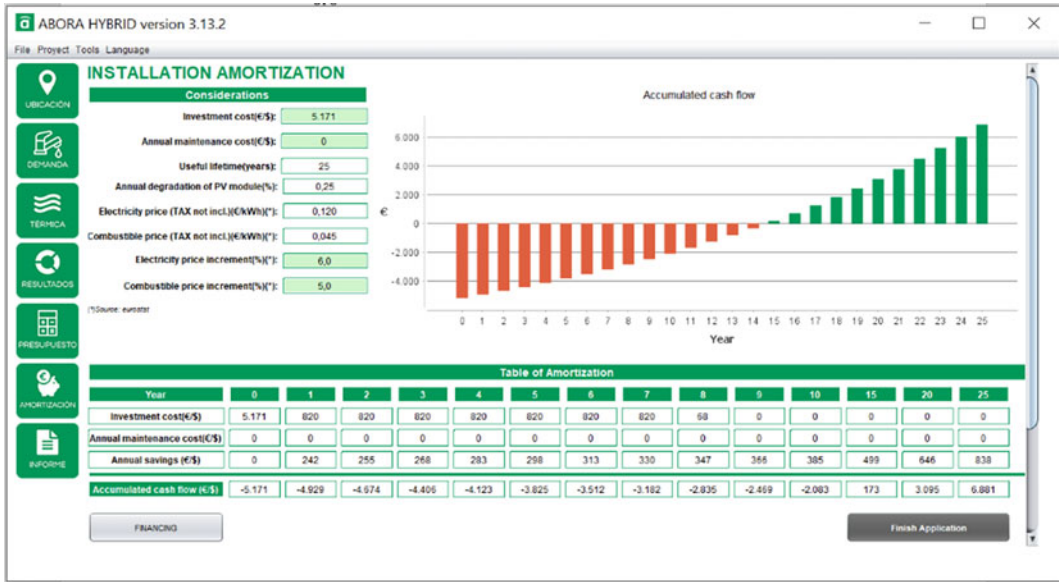 ABORA HYBRID version 3.13.2
File Proyect Tools Language
UBICACIÓN
DEMANDA
TÉRMICA
RESULTADOS
PRESUPUESTO
AMORTIZACIÓN
INFORME
INSTALLATION AMORTIZATION
Considerations
Investment cost(€/$): 5.171
Annual maintenance cost(€/$): 0
Useful lifetime(years): 25
Annual degradation of PV module(%): 0,25
Electricity price (TAX not incl.)(€/kWh)(*): 0,120
Combustible price (TAX not incl.)(€/kWh)(*): 0,045
Electricity price increment(%)(*): 6,0
Combustible price increment(%)(*): 5,0
(*)Source: eurostat
Accumulated cash flow
6.000
4.000
2.000
€ 0
-2.000
-4.000
0 1 2 3 4 5 6 7 8 9 10 11 12 13 14 15 16 17 18 19 20 21 22 23 24 25
Year
Table of Amortization
Year 0 1 2 3 4 5 6 7 8 9 10 15 20 25
Investment cost(€/$) 5.171 820 820 820 820 820 820 820 68 0 0 0 0 0
Annual maintenance cost(€/$) 0 0 0 0 0 0 0 0 0 0 0 0 0 0
Annual savings (€/$) 0 242 255 268 283 298 313 330 347 366 385 499 646 838
Accumulated cash flow (€/$) -5.171 -4.929 -4.674 -4.406 -4.123 -3.825 -3.512 -3.182 -2.835 -2.469 -2.083 173 3.095 6.881
FINANCING
Finish Application